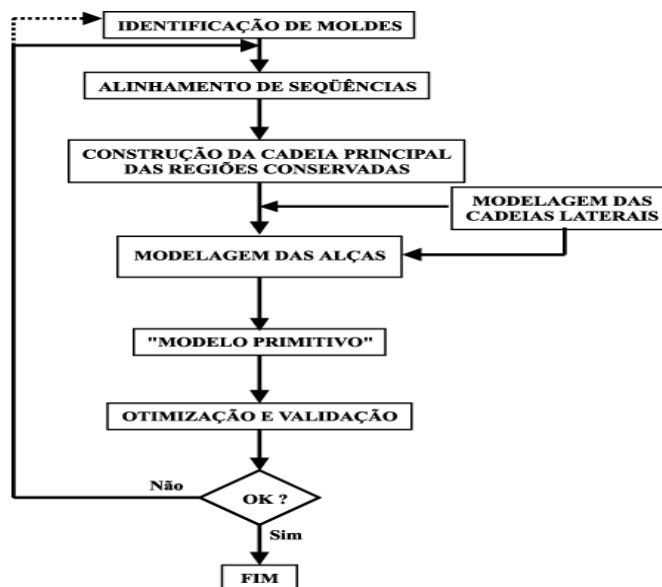 IDENTIFICAÇÃO DE MOLDES
ALINHAMENTO DE SEQÜÊNCIAS
CONSTRUÇÃO DA CADEIA PRINCIPAL
DAS REGIÕES CONSERVADAS
MODELAGEM DAS
CADEIAS LATERAIS
MODELAGEM DAS ALÇAS
"MODELO PRIMITIVO"
OTIMIZAÇÃO E VALIDAÇÃO
Não
OK ?
Sim
FIM